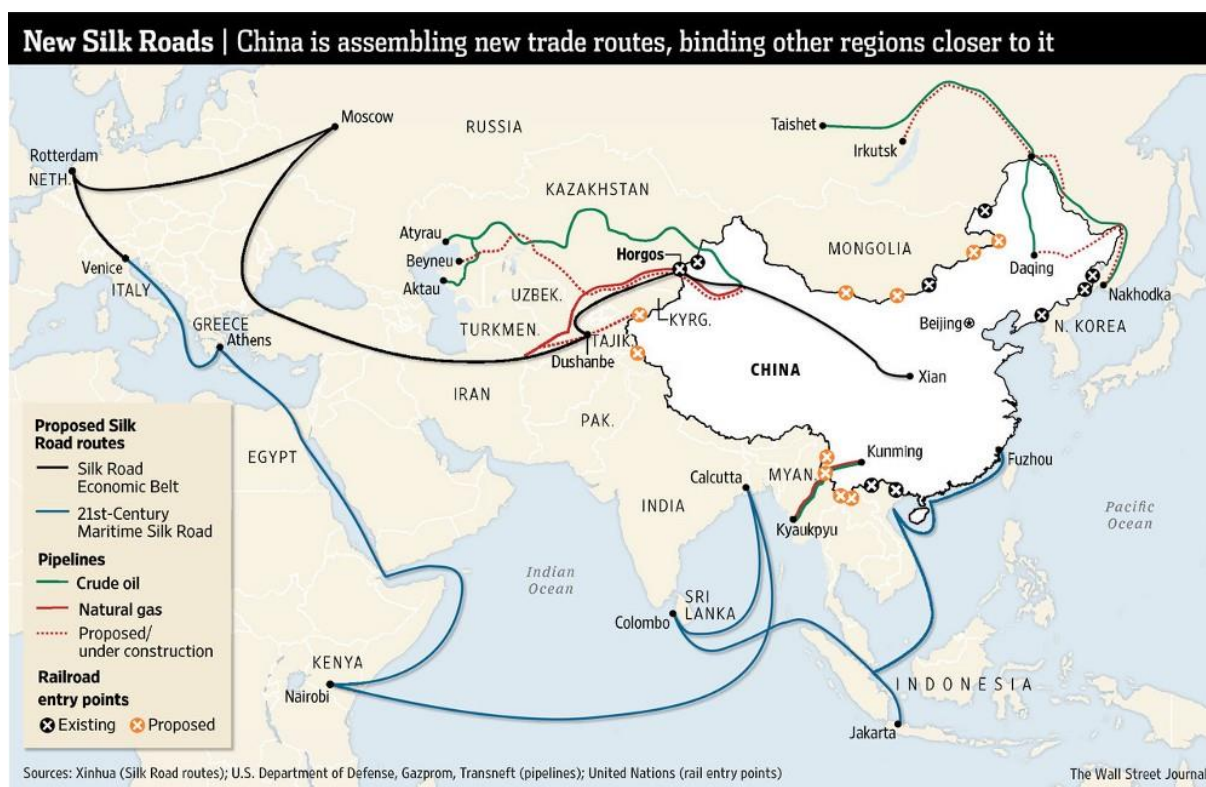 New Silk Roads | China is assembling new trade routes, binding other regions closer to it
Moscow
RUSSIA
Taishet
Irkutsk
Rotterdam
NETH.
KAZAKHSTAN
Atyrau
Beyneu
Aktau
Horgos
MONGOLIA
Daqing
Nakhodka
Venice
ITALY
UZBEK.
GREECE
Athens
TURKMEN.
KYRG.
TAJIK.
Dushanbe
Beijing
N. KOREA
CHINA
Xian
IRAN
PAK.
EGYPT
INDIA
Calcutta
MYAN.
Kunming
Fuzhou
Kyaukpyu
Pacific
Ocean
Indian
Ocean
SRI
LANKA
Colombo
KENYA
Nairobi
INDONESIA
Jakarta
Proposed Silk
Road routes
Silk Road
Economic Belt
21st-Century
Maritime Silk Road
Pipelines
Crude oil
Natural gas
Proposed/
under construction
Railroad
entry points
Existing Proposed
Sources: Xinhua (Silk Road routes); U.S. Department of Defense, Gazprom, Transneft (pipelines); United Nations (rail entry points)
The Wall Street Journal